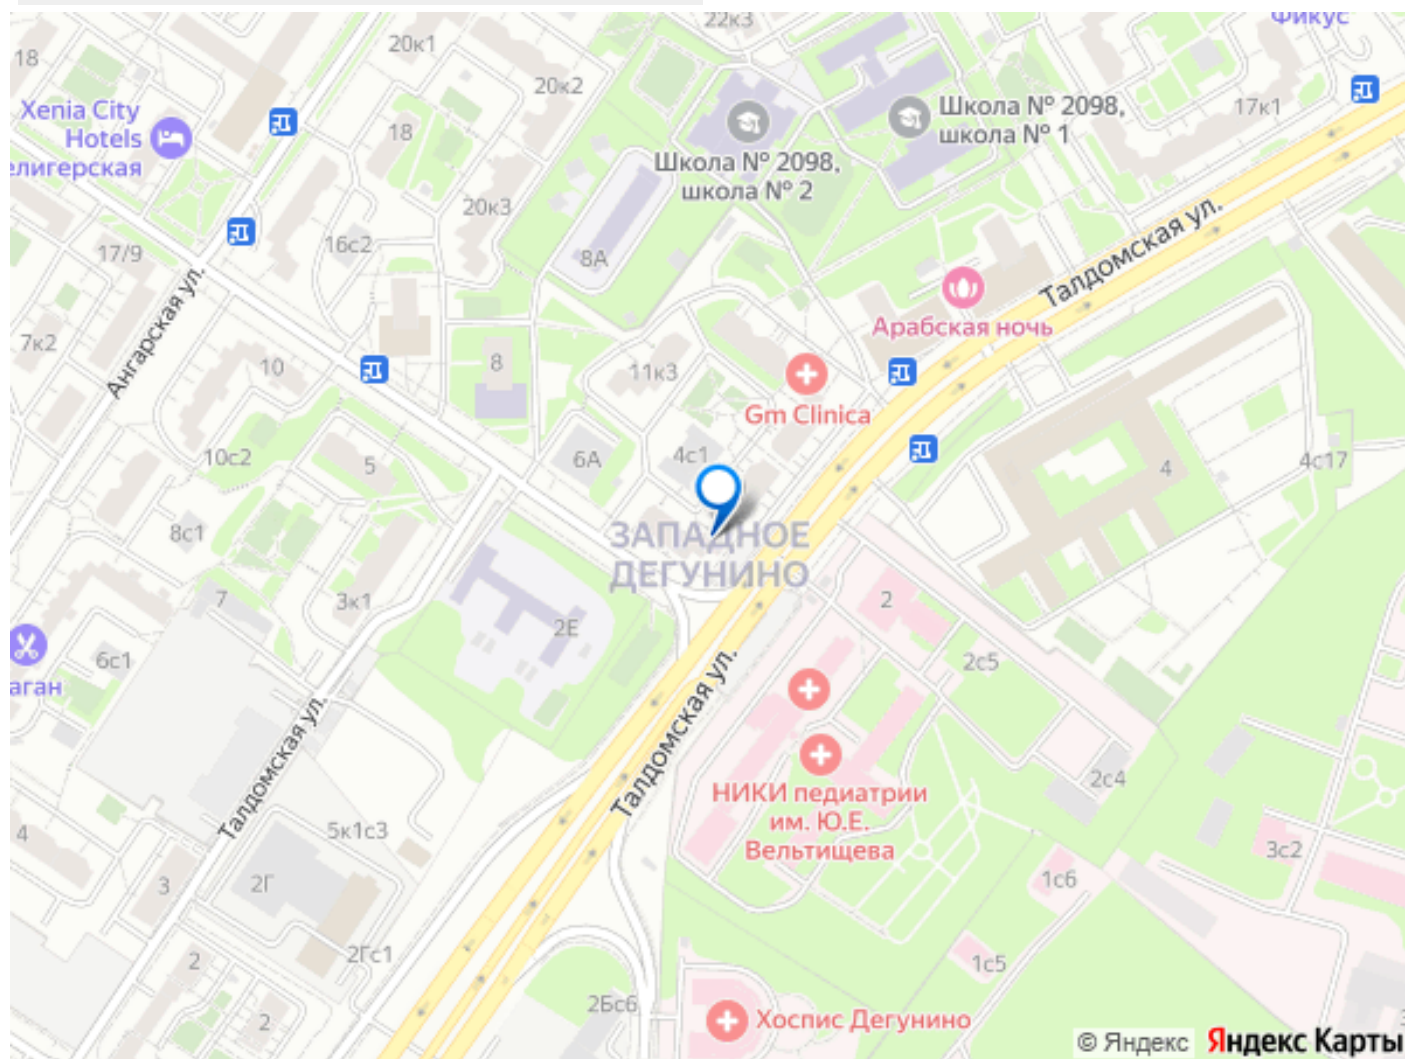 22к3
Фикус
18
20к1
20к2
17к1
Xenia City
Hotels
елигерская
18
Школа № 2098,
школа № 1
Школа № 2098,
школа № 2
20к3
Талдомская ул.
16с2
17/9
8А
Ангарская ул.
Арабская ночь
7к2
10
8
11к3
Gm Clinica
10с2
5
6А
4с1
4
4с17
8с1
ЗАПАДНОЕ
ДЕГУНИНО
7
3к1
2Е
2
2с5
6с1
аган
Талдомская ул.
Талдомская ул.
2с4
НИКИ педиатрии
им. Ю.Е.
Вельтищева
4
5к1с3
3с2
3
2Г
1с6
2
2Гс1
1с5
2Бс6
2
Хоспис Дегунино
© Яндекс Яндекс Карты